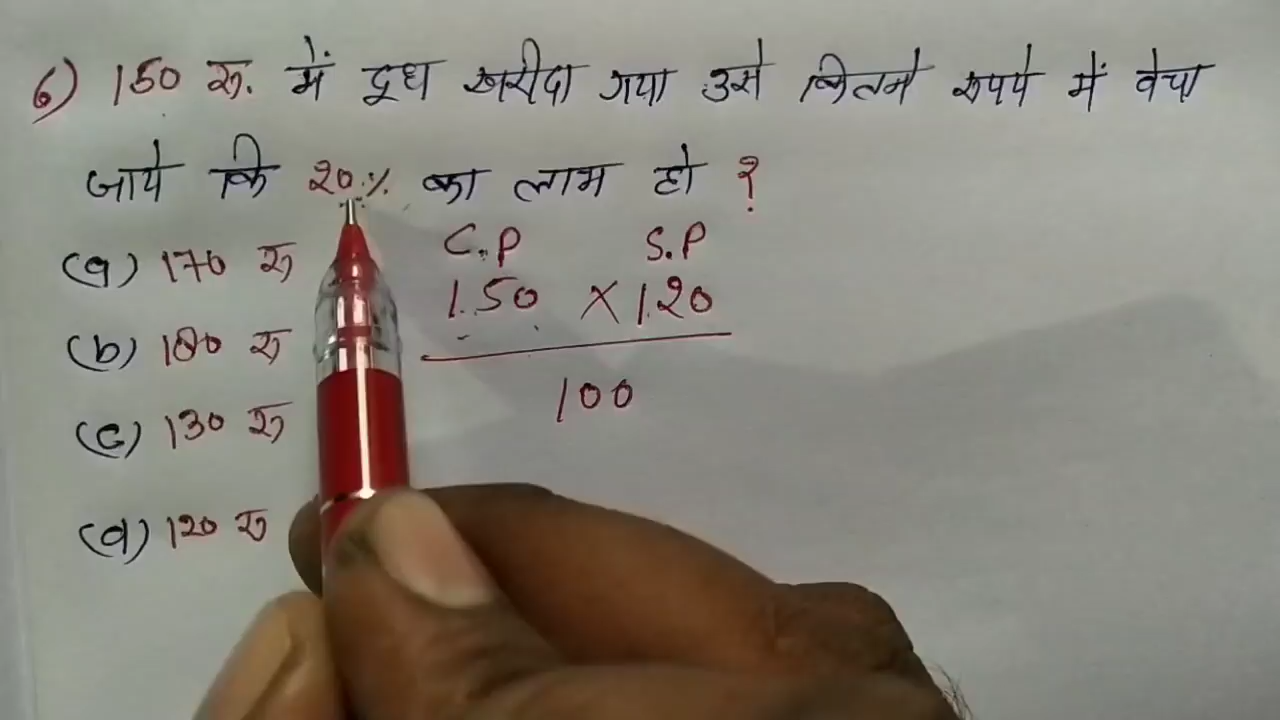 6) 150 रु. में दूध खरीदा गया उसे कितने रुपये में वेचा
जाये कि 20% का लाभ हो ?
(a) 170 रु
(b) 180 रु
(c) 130 रु
(d) 120 रु
C.P S.P
150 × 120
100